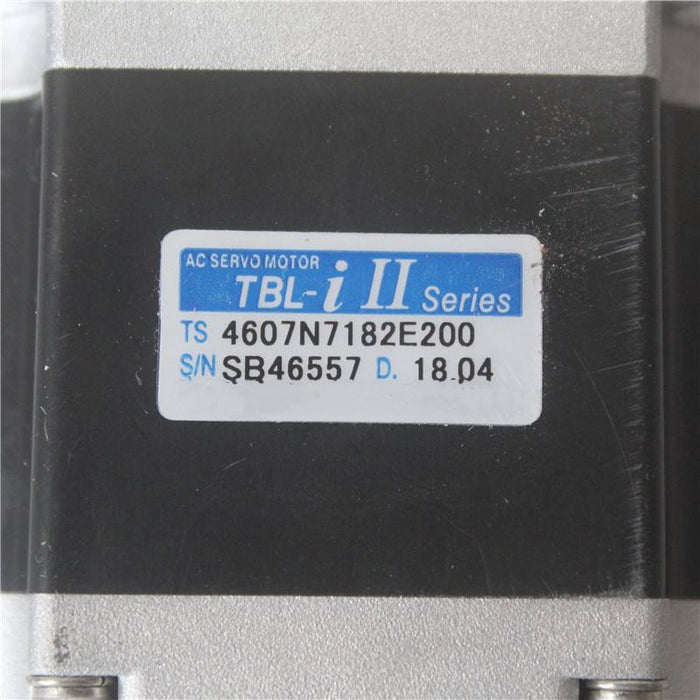 AC SERVO MOTOR
TBL-i II Series
TS 4607N7182E200
S/N SB46557 D. 18.04